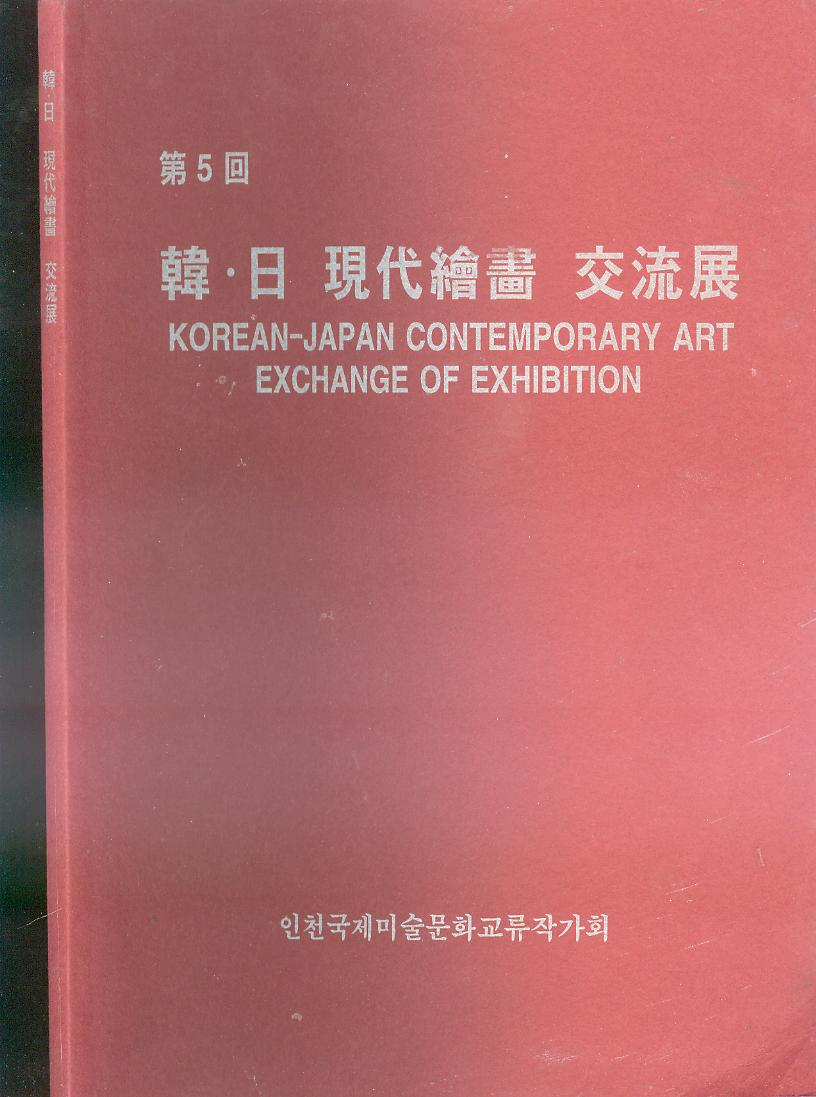 韓·日 現代繪畵 交流展
第5回
韓·日 現代繪畵 交流展
KOREAN-JAPAN CONTEMPORARY ART
EXCHANGE OF EXHIBITION
인천국제미술문화교류작가회